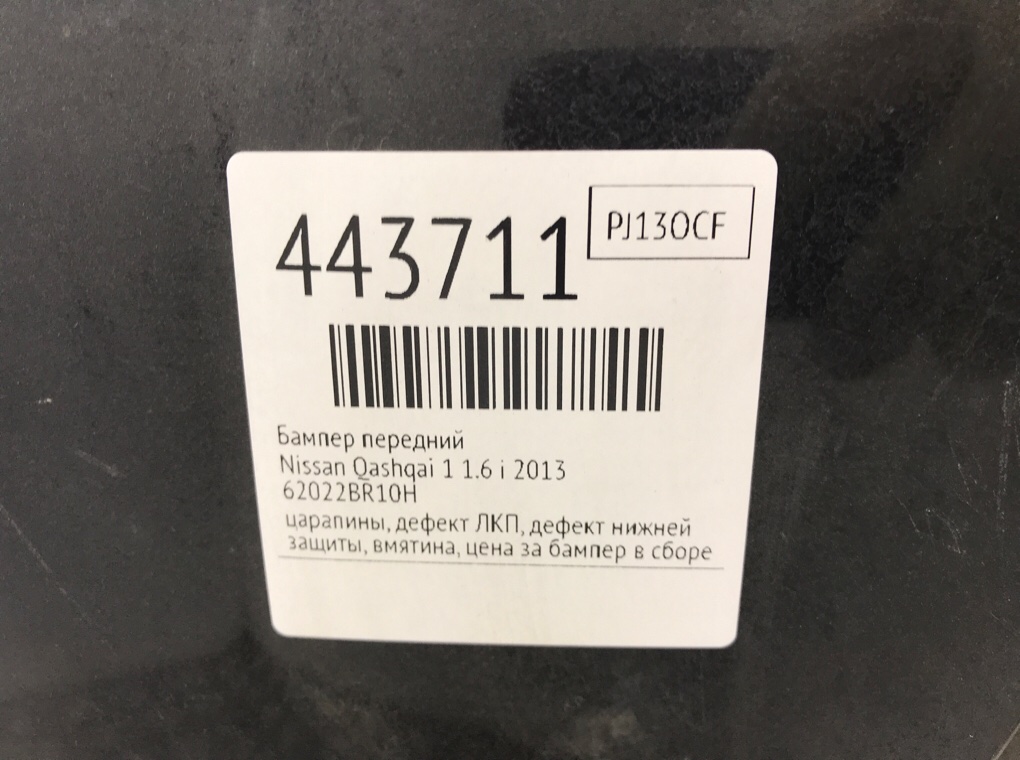 443711
PJ13OCF
Бампер передний
Nissan Qashqai 1 1.6 i 2013
62022BR10H
царапины, дефект ЛКП, дефект нижней
защиты, вмятина, цена за бампер в сборе